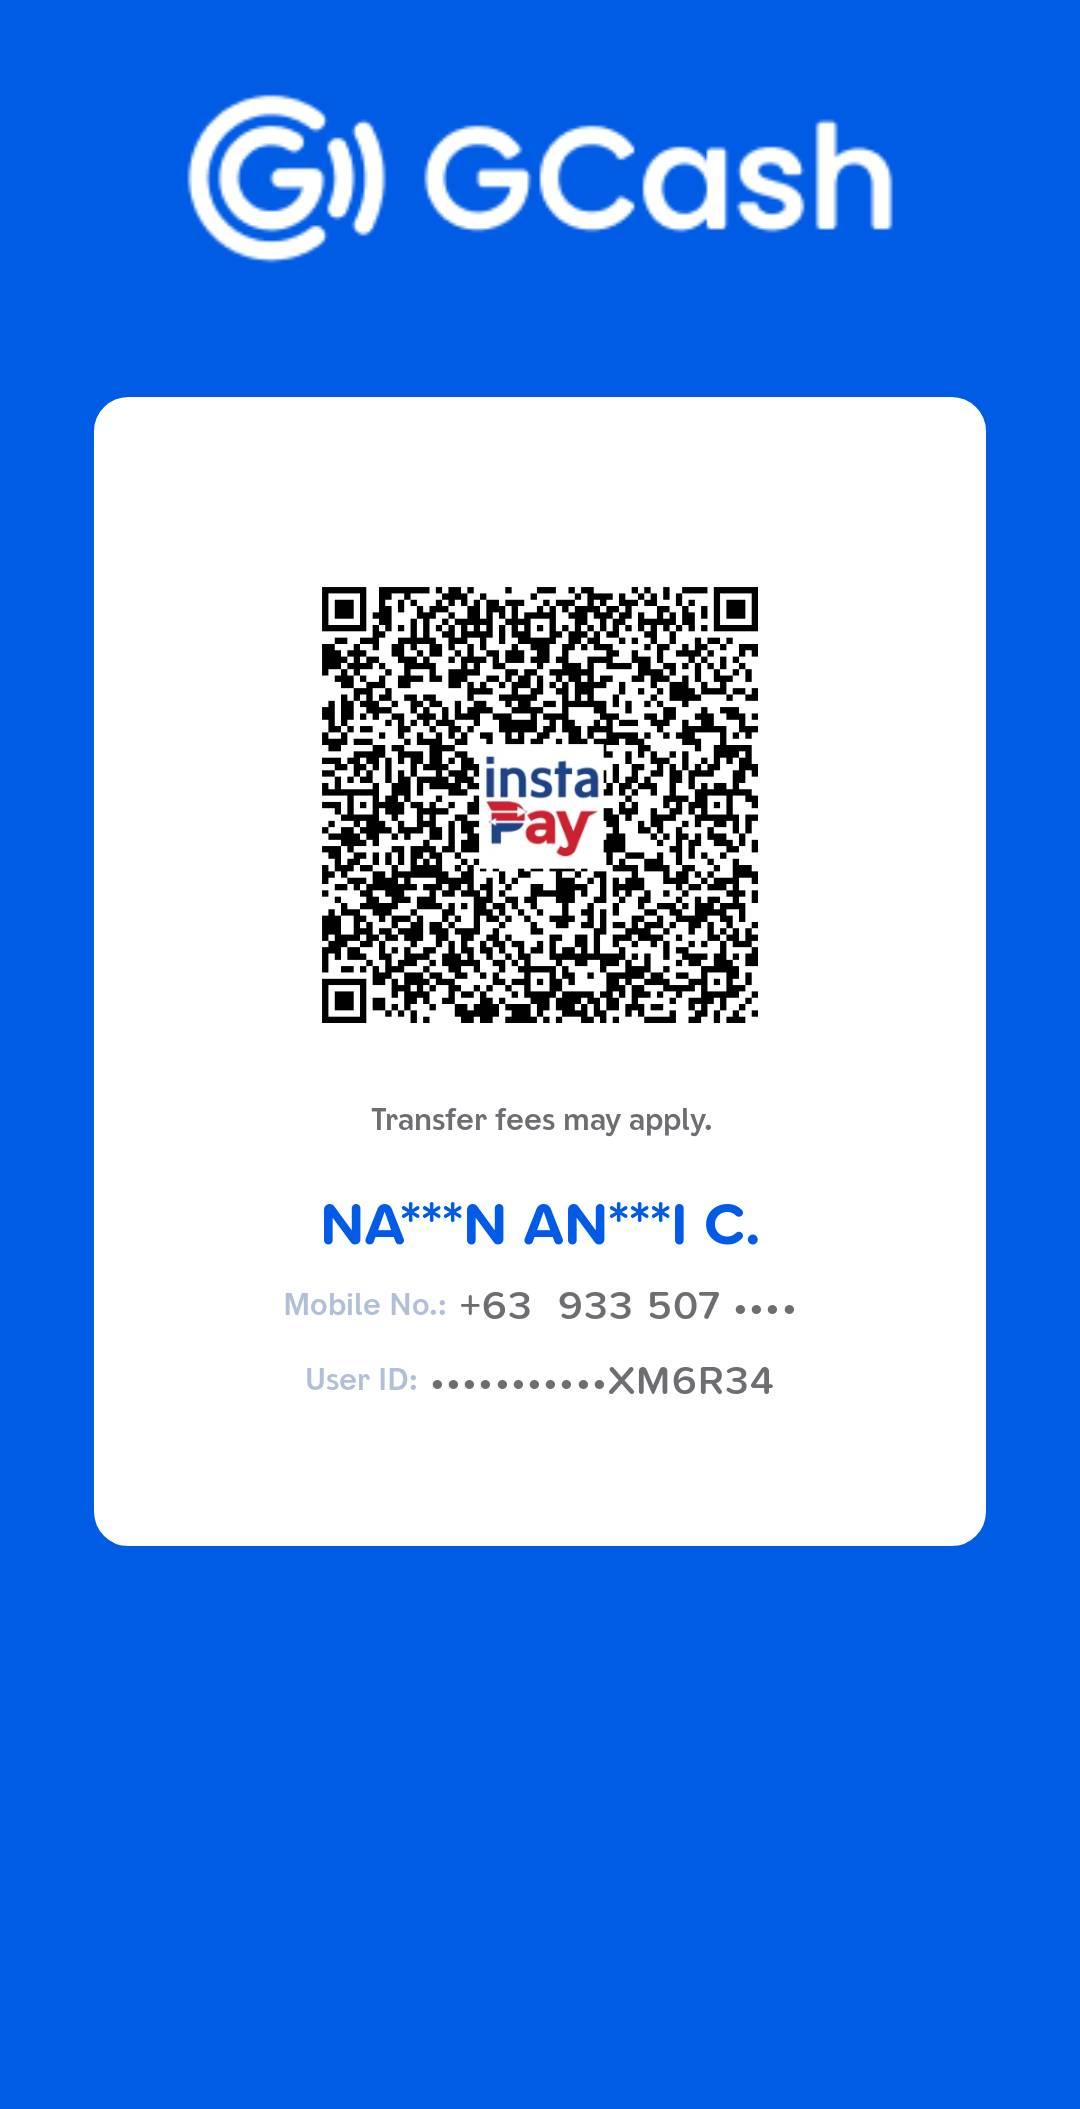 GCash
insta
Pay
Transfer fees may apply.
NA***N AN***I C.
Mobile No.: +63 933 507 ••••
User ID: •••••••••••XM6R34